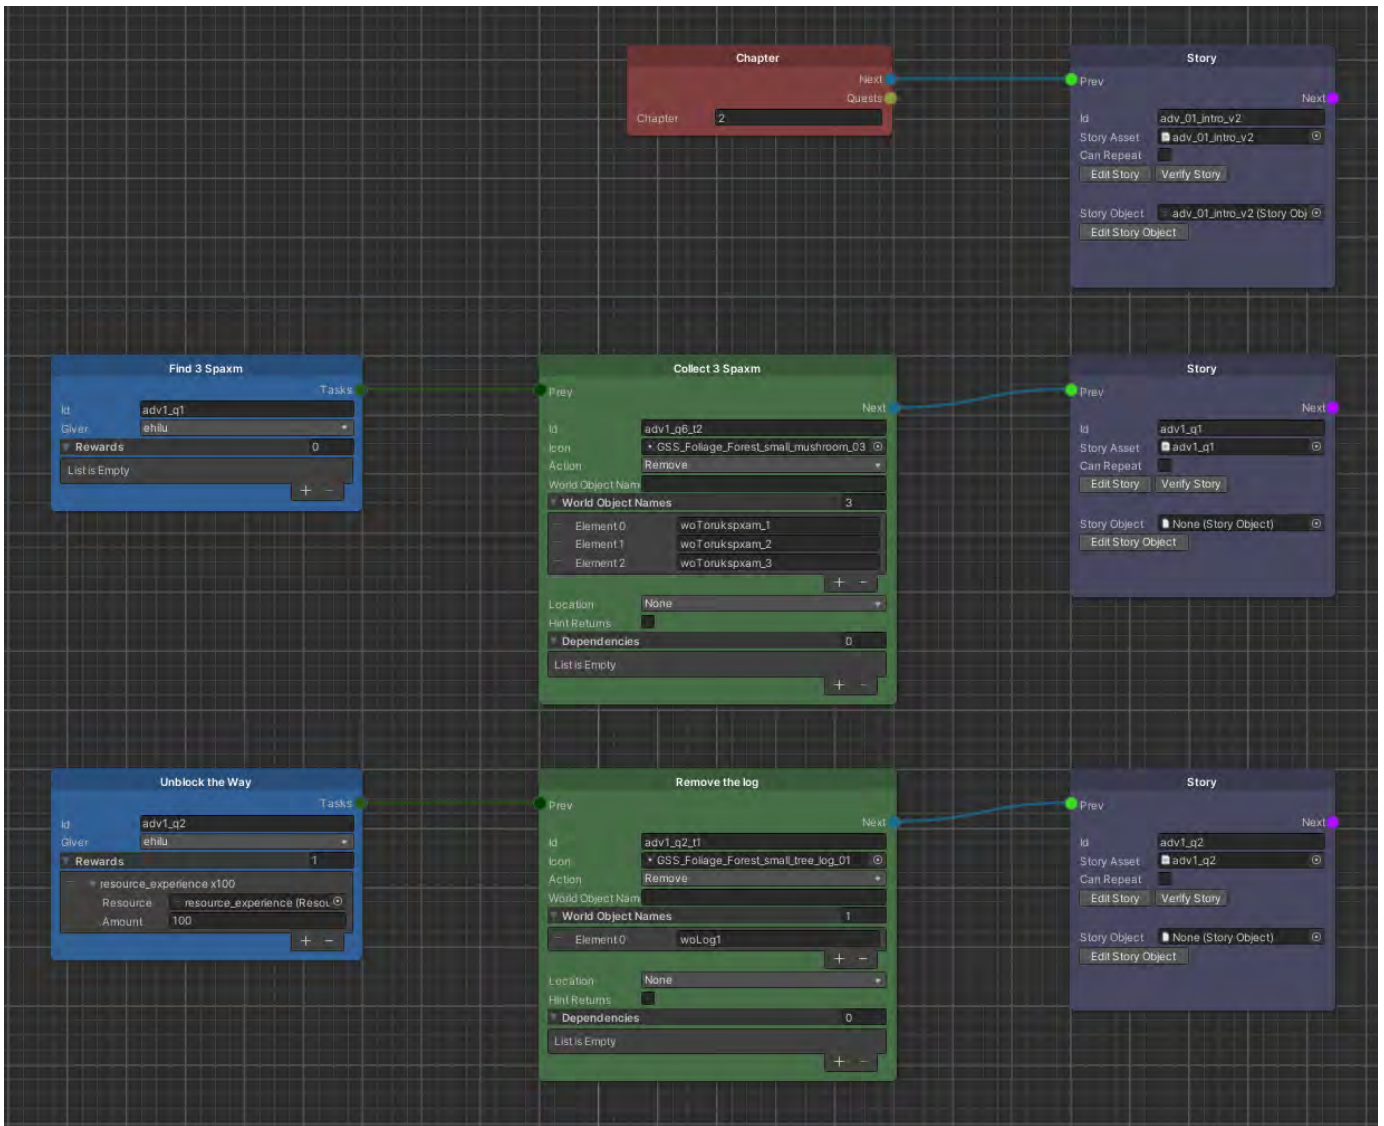 Chapter
Next
Quests
Chapter 2
Story
Prev
Next
Id adv_01_intro_v2
Story Asset adv_01_intro_v2
Can Repeat
Edit Story Verify Story
Story Object adv_01_intro_v2 (Story Obj
Edit Story Object
Find 3 Spaxm
Tasks
Id adv1_q1
Giver ehilu
Rewards 0
List is Empty
+ −
Collect 3 Spaxm
Prev
Next
Id adv1_q6_t2
Icon GSS_Foliage_Forest_small_mushroom_03
Action Remove
World Object Nam
World Object Names 3
Element 0 woTorukspxam_1
Element 1 woTorukspxam_2
Element 2 woTorukspxam_3
+ −
Location None
Hint Returns
Dependencies 0
List is Empty
+ −
Story
Prev
Next
Id adv1_q1
Story Asset adv1_q1
Can Repeat
Edit Story Verify Story
Story Object None (Story Object)
Edit Story Object
Unblock the Way
Tasks
Id adv1_q2
Giver ehilu
Rewards 1
resource_experience x100
Resource resource_experience (Resou
Amount 100
+ −
Remove the log
Prev
Next
Id adv1_q2_t1
Icon GSS_Foliage_Forest_small_tree_log_01
Action Remove
World Object Nam
World Object Names 1
Element 0 woLog1
+ −
Location None
Hint Returns
Dependencies 0
List is Empty
+ −
Story
Prev
Next
Id adv1_q2
Story Asset adv1_q2
Can Repeat
Edit Story Verify Story
Story Object None (Story Object)
Edit Story Object